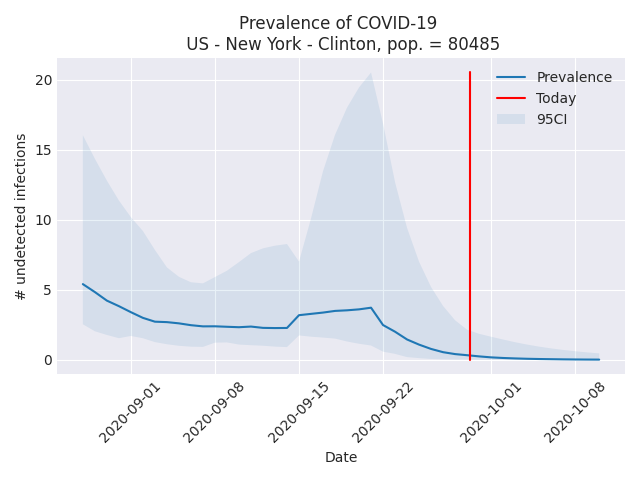 Prevalence of COVID-19
US - New York - Clinton, pop. = 80485
# undetected infections
20
15
10
5
0
Prevalence
Today
95CI
2020-09-01
2020-09-08
2020-09-15
2020-09-22
2020-10-01
2020-10-08
Date